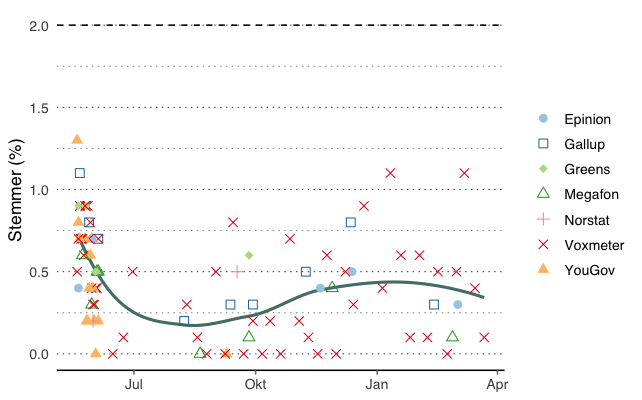 Stemmer (%)
2.0
1.5
1.0
0.5
0.0
Jul
Okt
Jan
Apr
Epinion
Gallup
Greens
Megafon
Norstat
Voxmeter
YouGov